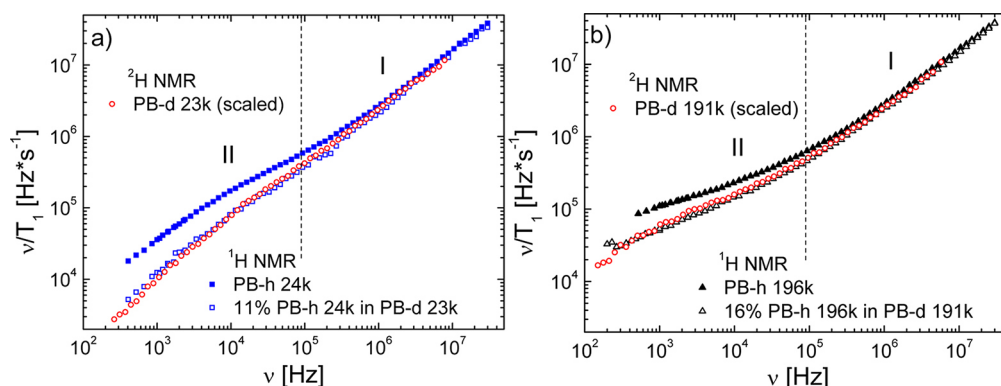 a)
I
²H NMR
PB-d 23k (scaled)
II
¹H NMR
PB-h 24k
11% PB-h 24k in PB-d 23k
ν/T₁ [Hz*s⁻¹]
10⁷
10⁶
10⁵
10⁴
10² 10³ 10⁴ 10⁵ 10⁶ 10⁷
ν [Hz]
b)
I
²H NMR
PB-d 191k (scaled)
II
¹H NMR
PB-h 196k
16% PB-h 196k in PB-d 191k
ν/T₁ [Hz*s⁻¹]
10⁷
10⁶
10⁵
10⁴
10² 10³ 10⁴ 10⁵ 10⁶ 10⁷
ν [Hz]